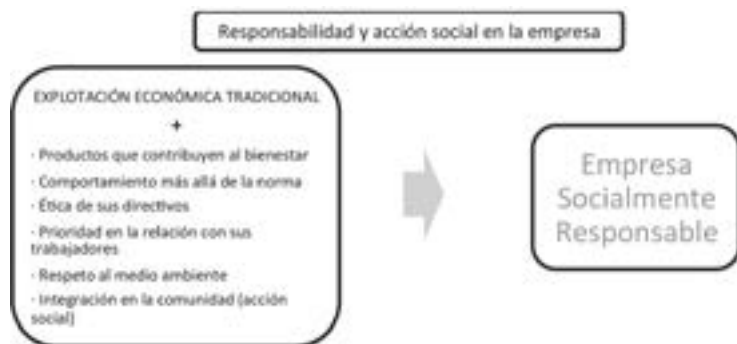 Responsabilidad y acción social en la empresa
EXPLOTACIÓN ECONÓMICA TRADICIONAL
+
· Productos que contribuyen al bienestar
· Comportamiento más allá de la norma
· Ética de sus directivos
· Prioridad en la relación con sus
trabajadores
· Respeto al medio ambiente
· Integración en la comunidad (acción
social)
Empresa
Socialmente
Responsable